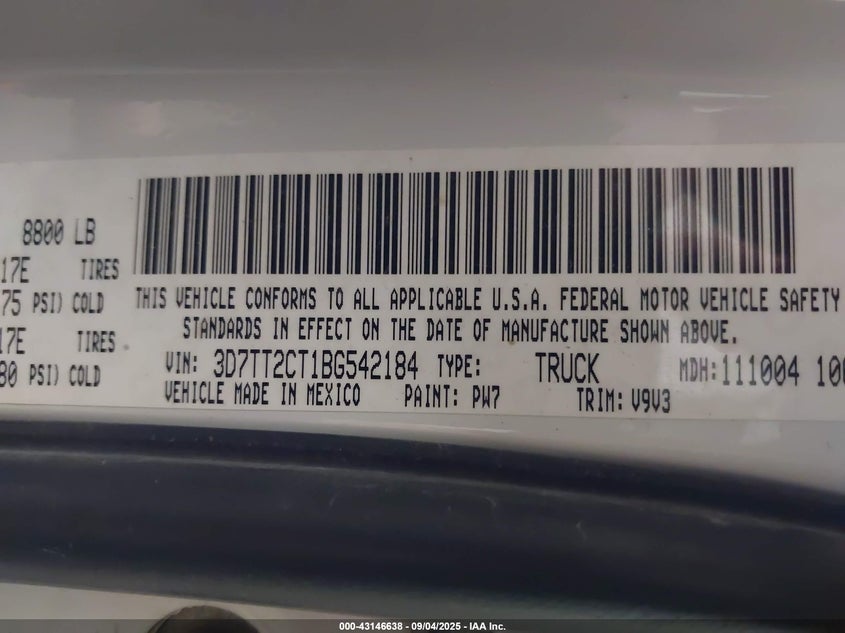 8800 LB
17E TIRES
75 PSI) COLD
17E TIRES
80 PSI) COLD
THIS VEHICLE CONFORMS TO ALL APPLICABLE U.S.A. FEDERAL MOTOR VEHICLE SAFETY
STANDARDS IN EFFECT ON THE DATE OF MANUFACTURE SHOWN ABOVE.
VIN: 3D7TT2CT1BG542184 TYPE: TRUCK MDH: 111004 100
VEHICLE MADE IN MEXICO PAINT: PW7 TRIM: V9V3
000-43146638 - 09/04/2025 - IAA Inc.